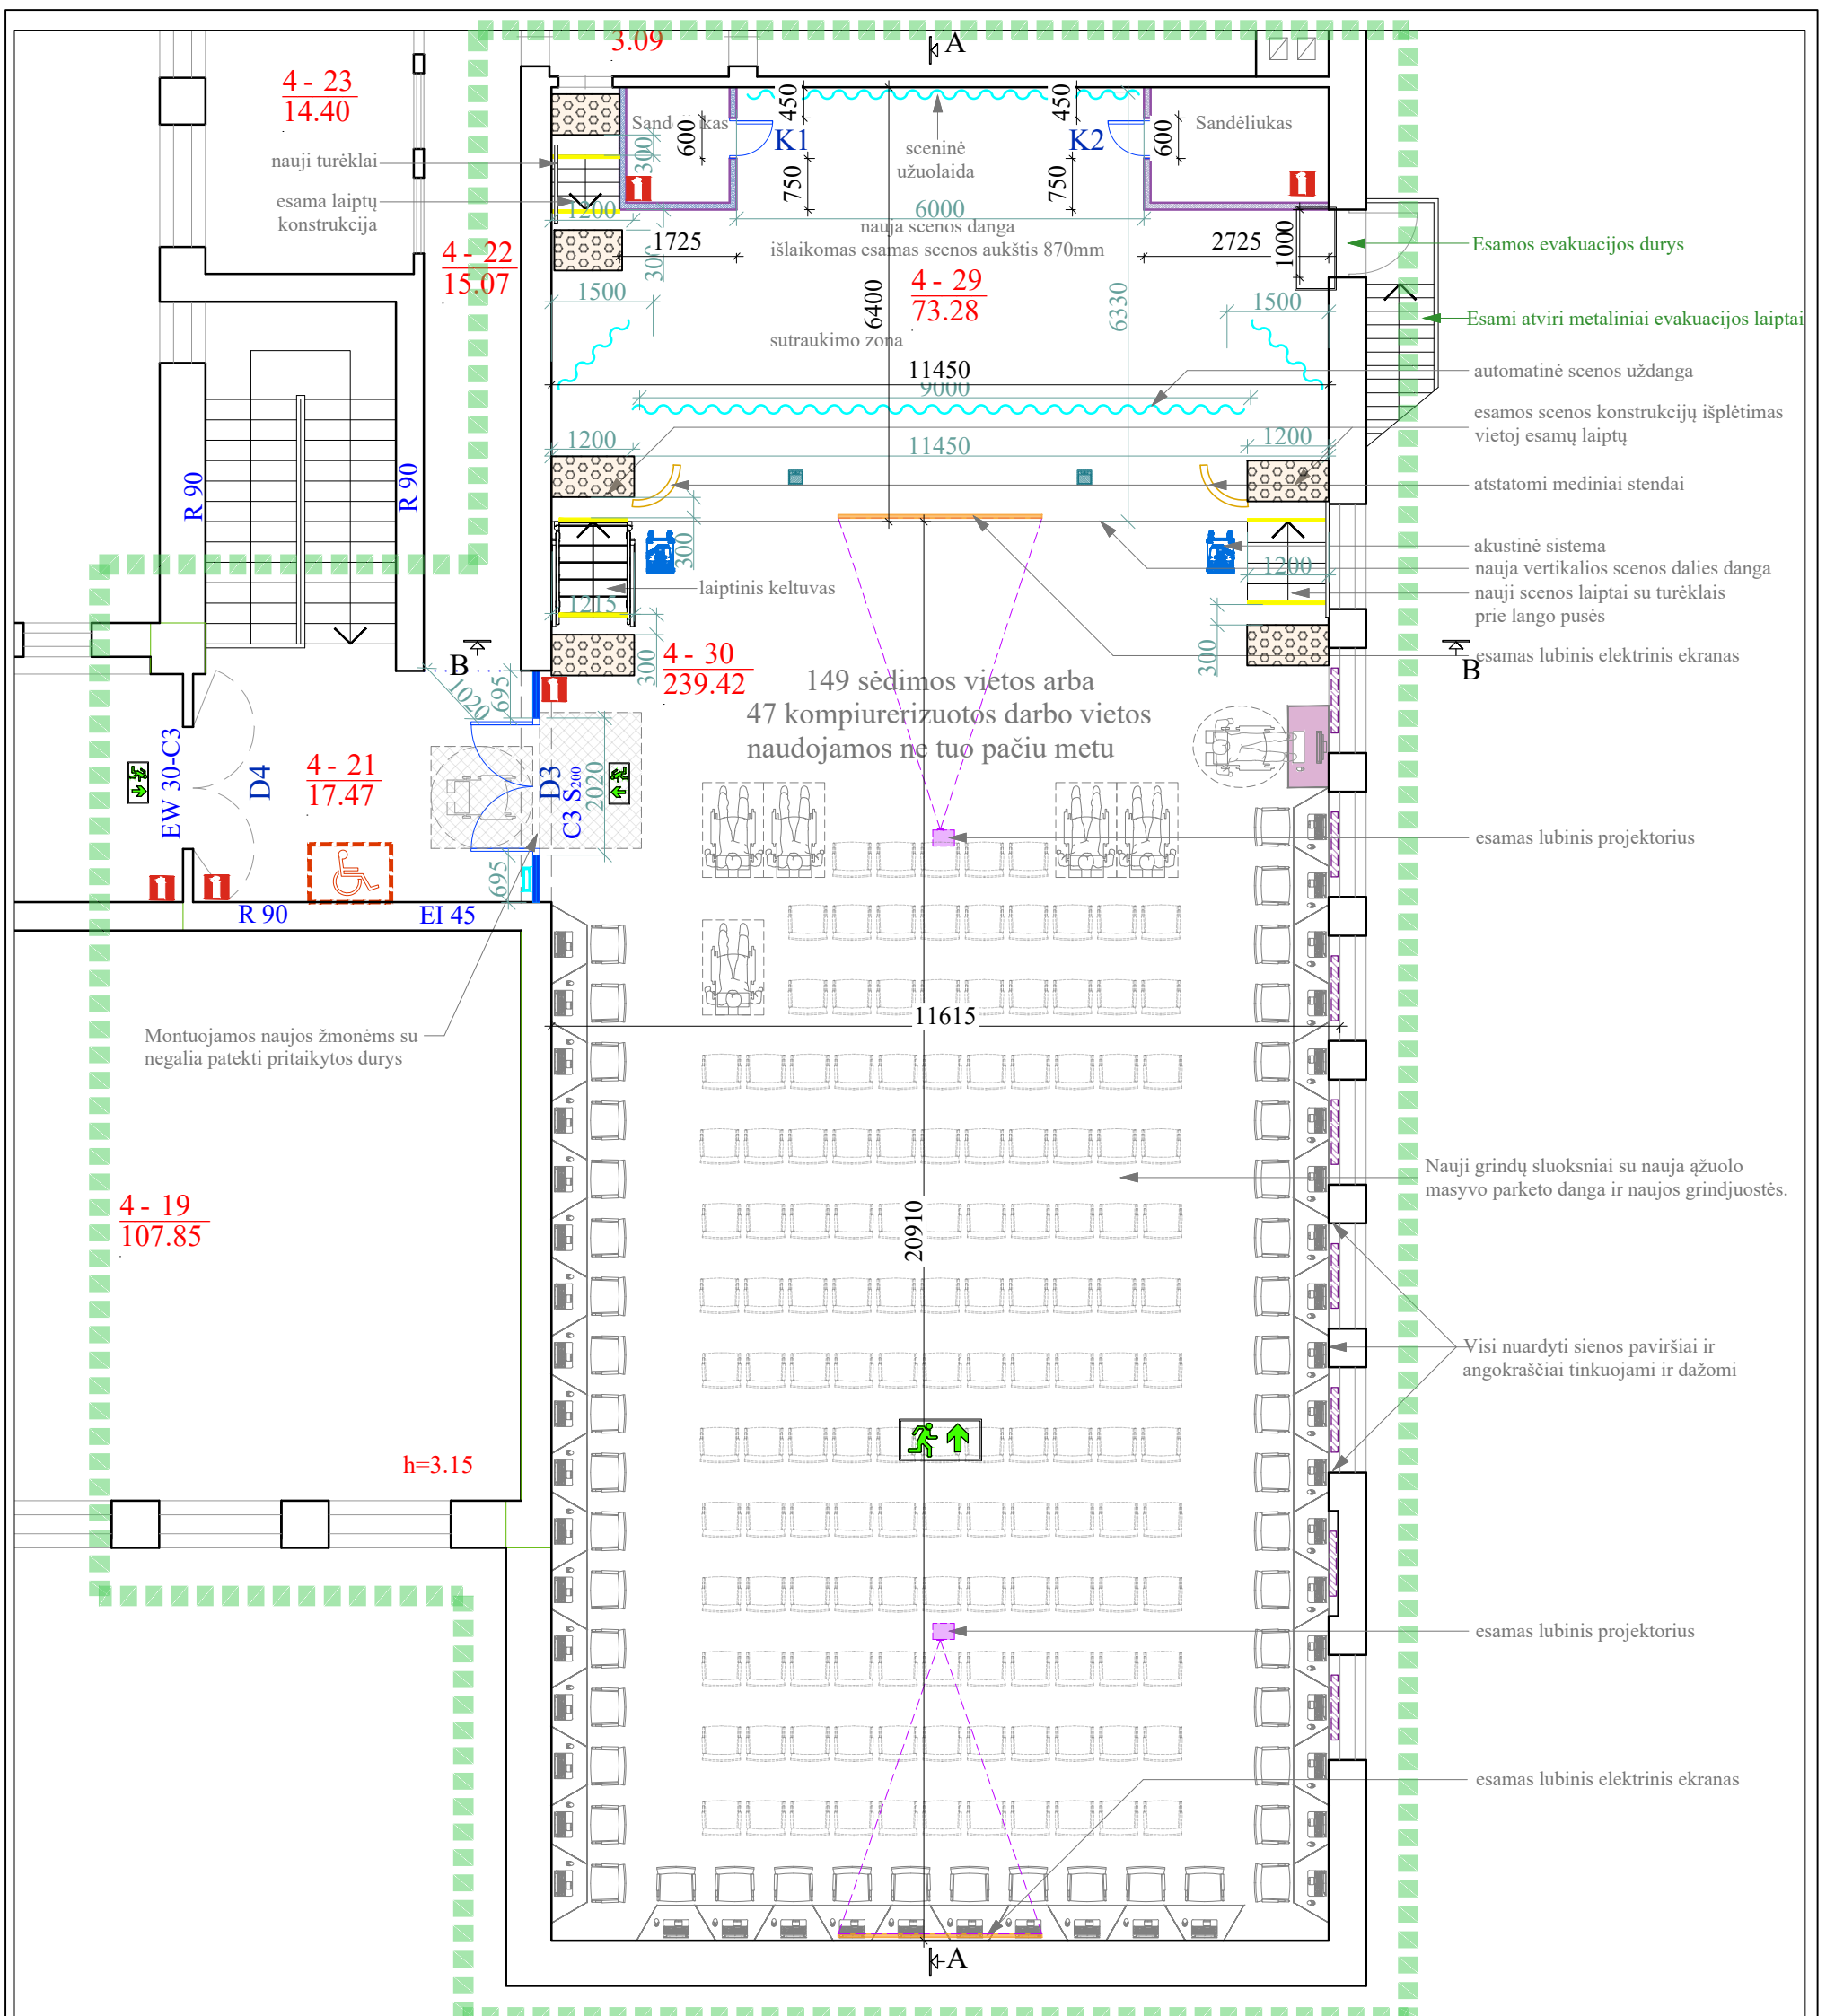 3.09
A
4 - 23
14.40
nauji turėklai
esama laiptų
konstrukcija
4 - 22
15.07
450
600
300
750
1200
1725
300
1500
K1
sceninė
užuolaida
K2
450
600
750
Sandėliukas
6000
nauja scenos danga
išlaikomas esamas scenos aukštis 870mm
4 - 29
73.28
6400
6330
2725
1000
1500
Esamos evakuacijos durys
Esami atviri metaliniai evakuacijos laiptai
sutraukimo zona
11450
9000
automatinė scenos uždanga
esamos scenos konstrukcijų išplėtimas
vietoj esamų laiptų
1200
11450
1200
atstatomi mediniai stendai
R 90
R 90
300
1200
akustinė sistema
nauja vertikalios scenos dalies danga
nauji scenos laiptai su turėklais
prie lango pusės
laiptinis keltuvas
1215
300
300
B
B
esamas lubinis elektrinis ekranas
4 - 30
239.42
149 sėdimos vietos arba
47 kompiurerizuotos darbo vietos
naudojamos ne tuo pačiu metu
1020
695
EW 30-C3
D4
4 - 21
17.47
D3
C3 S200
2020
695
esamas lubinis projektorius
R 90
EI 45
11615
Montuojamos naujos žmonėms su
negalia patekti pritaikytos durys
Nauji grindų sluoksniai su nauja ąžuolo
masyvo parketo danga ir naujos grindjuostės.
4 - 19
107.85
20910
Visi nuardyti sienos paviršiai ir
angokraščiai tinkuojami ir dažomi
h=3.15
esamas lubinis projektorius
esamas lubinis elektrinis ekranas
A